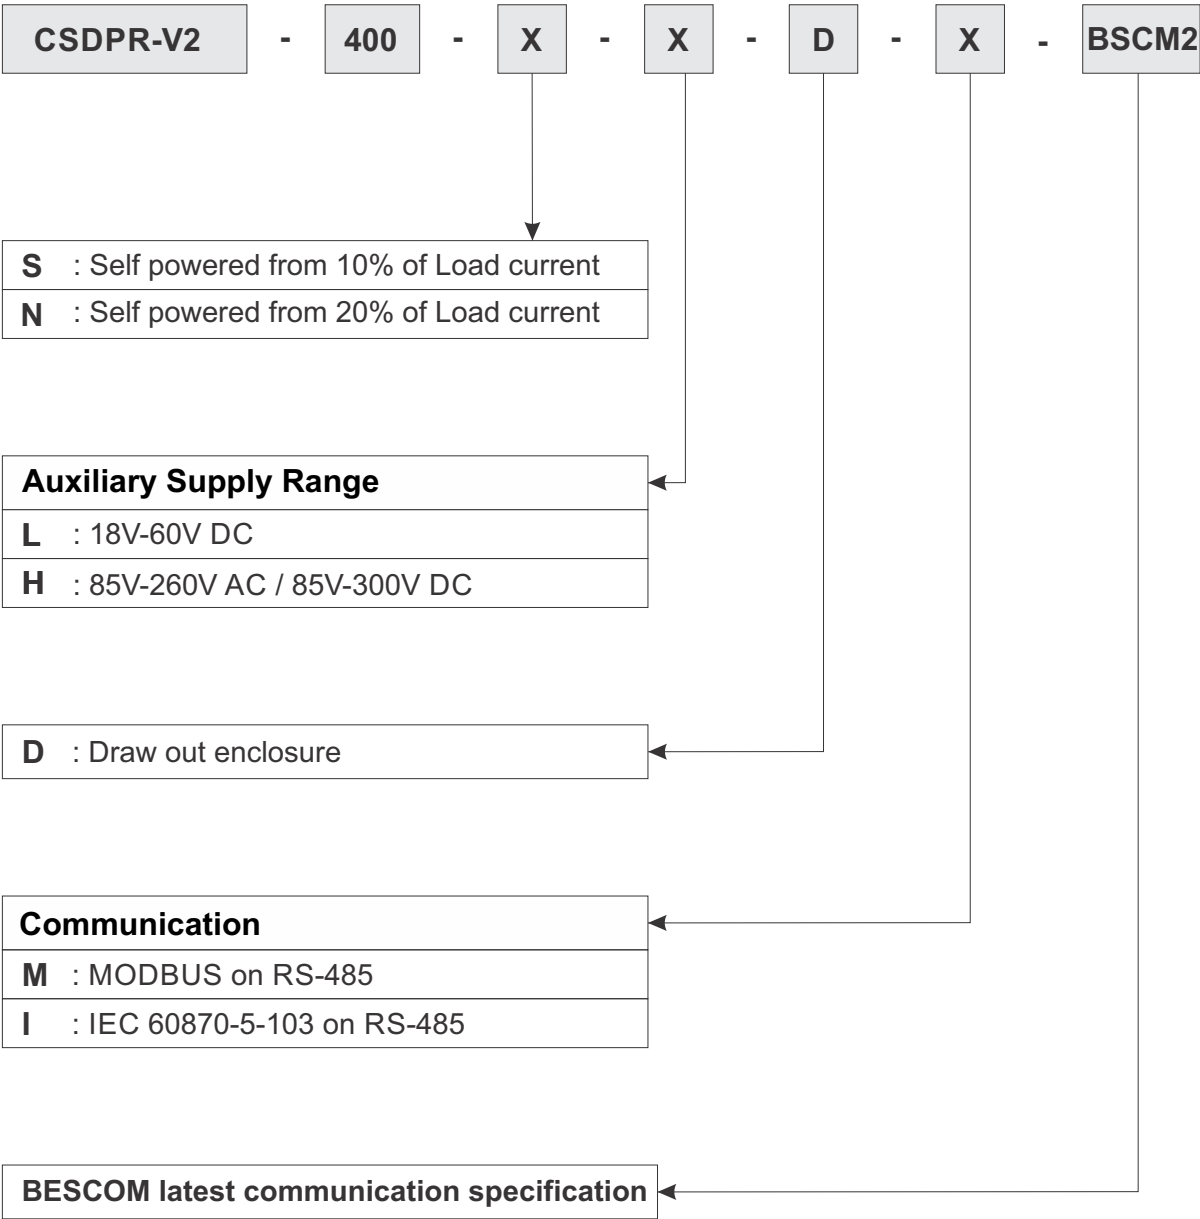 CSDPR-V2 - 400 - X - X - D - X - BSCM2
S : Self powered from 10% of Load current
N : Self powered from 20% of Load current
Auxiliary Supply Range
L : 18V-60V DC
H : 85V-260V AC / 85V-300V DC
D : Draw out enclosure
Communication
M : MODBUS on RS-485
I : IEC 60870-5-103 on RS-485
BESCOM latest communication specification